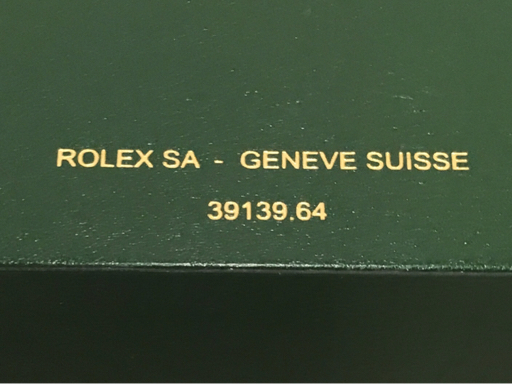 ROLEX SA - GENEVE SUISSE
39139.64